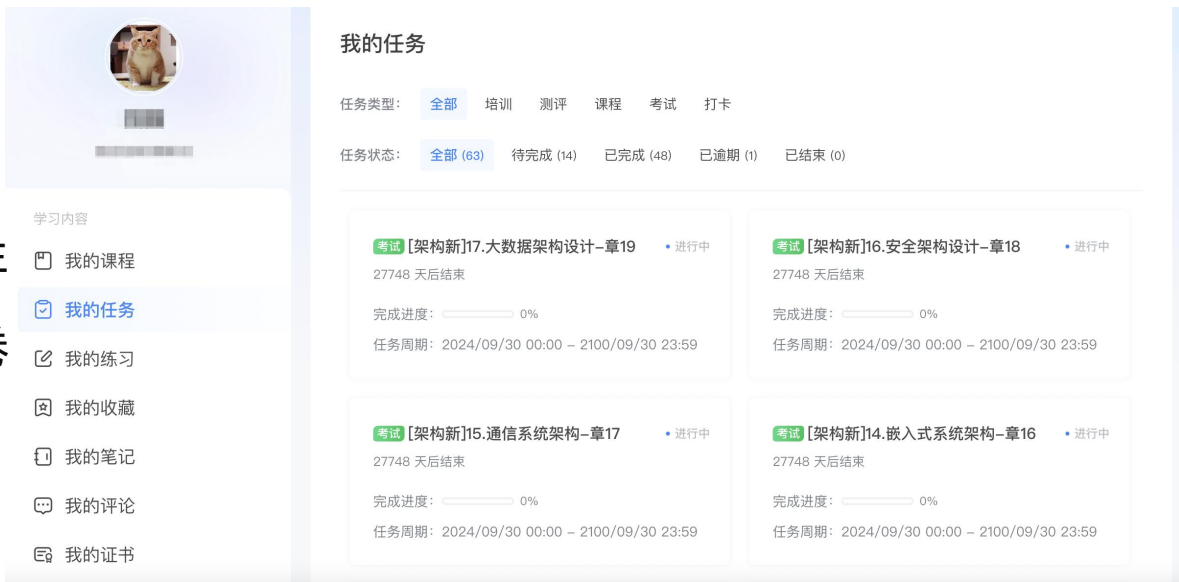 我的任务
任务类型： 全部 培训 测评 课程 考试 打卡
任务状态： 全部 (63) 待完成 (14) 已完成 (48) 已逾期 (1) 已结束 (0)
学习内容
我的课程
我的任务
我的练习
我的收藏
我的笔记
我的评论
我的证书
考试 [架构新]17.大数据架构设计–章19 进行中
27748 天后结束
完成进度： 0%
任务周期：2024/09/30 00:00 – 2100/09/30 23:59
考试 [架构新]16.安全架构设计–章18 进行中
27748 天后结束
完成进度： 0%
任务周期：2024/09/30 00:00 – 2100/09/30 23:59
考试 [架构新]15.通信系统架构–章17 进行中
27748 天后结束
完成进度： 0%
任务周期：2024/09/30 00:00 – 2100/09/30 23:59
考试 [架构新]14.嵌入式系统架构–章16 进行中
27748 天后结束
完成进度： 0%
任务周期：2024/09/30 00:00 – 2100/09/30 23:59